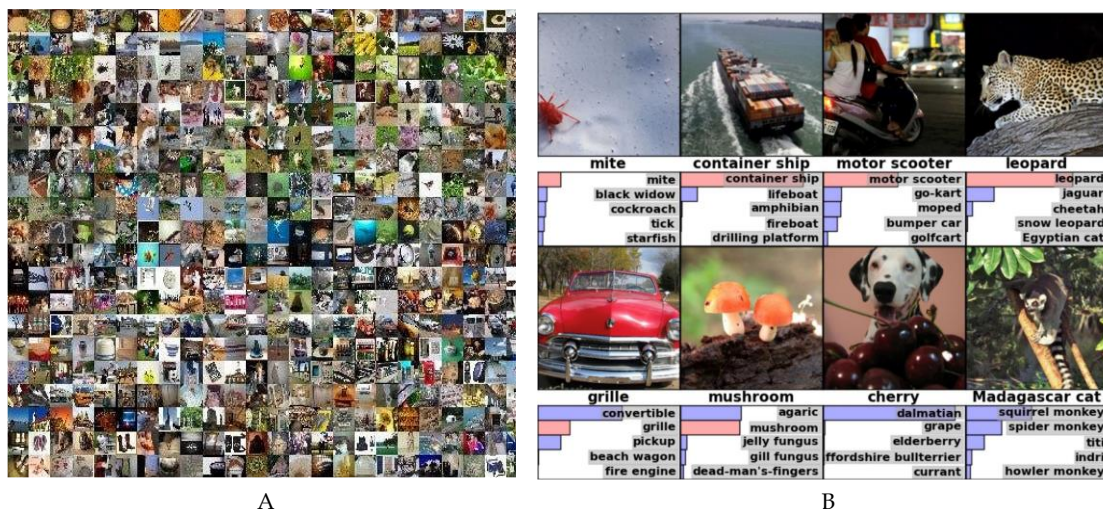 mite
container ship
motor scooter
leopard
mite
black widow
cockroach
tick
starfish
container ship
lifeboat
amphibian
fireboat
drilling platform
motor scooter
go-kart
moped
bumper car
golfcart
leopard
jaguar
cheetah
snow leopard
Egyptian cat
grille
mushroom
cherry
Madagascar cat
convertible
grille
pickup
beach wagon
fire engine
agaric
mushroom
jelly fungus
gill fungus
dead-man's-fingers
dalmatian
grape
elderberry
ffordshire bullterrier
currant
squirrel monkey
spider monkey
titi
indri
howler monkey
A
B